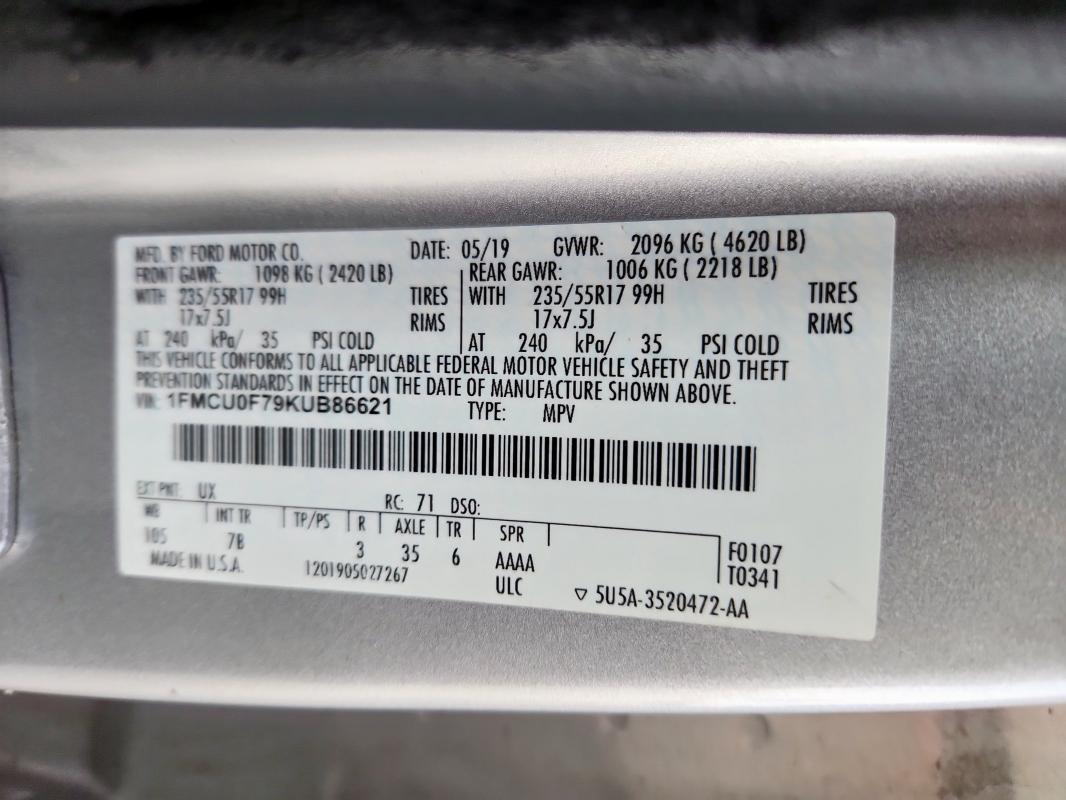 MFD. BY FORD MOTOR CO. DATE: 05/19 GVWR: 2096 KG ( 4620 LB)
FRONT GAWR: 1098 KG ( 2420 LB) REAR GAWR: 1006 KG ( 2218 LB)
WITH 235/55R17 99H TIRES WITH 235/55R17 99H TIRES
17x7.5J RIMS 17x7.5J RIMS
AT 240 kPa/ 35 PSI COLD AT 240 kPa/ 35 PSI COLD
THIS VEHICLE CONFORMS TO ALL APPLICABLE FEDERAL MOTOR VEHICLE SAFETY AND THEFT
PREVENTION STANDARDS IN EFFECT ON THE DATE OF MANUFACTURE SHOWN ABOVE.
VIN: 1FMCU0F79KUB86621 TYPE: MPV
EXT PNT: UX RC: 71 DSO:
WB INT TR TP/PS R AXLE TR SPR
105 7B 3 35 6 AAAA F0107
MADE IN U.S.A. 1201905027267 ULC T0341
▽ 5U5A-3520472-AA